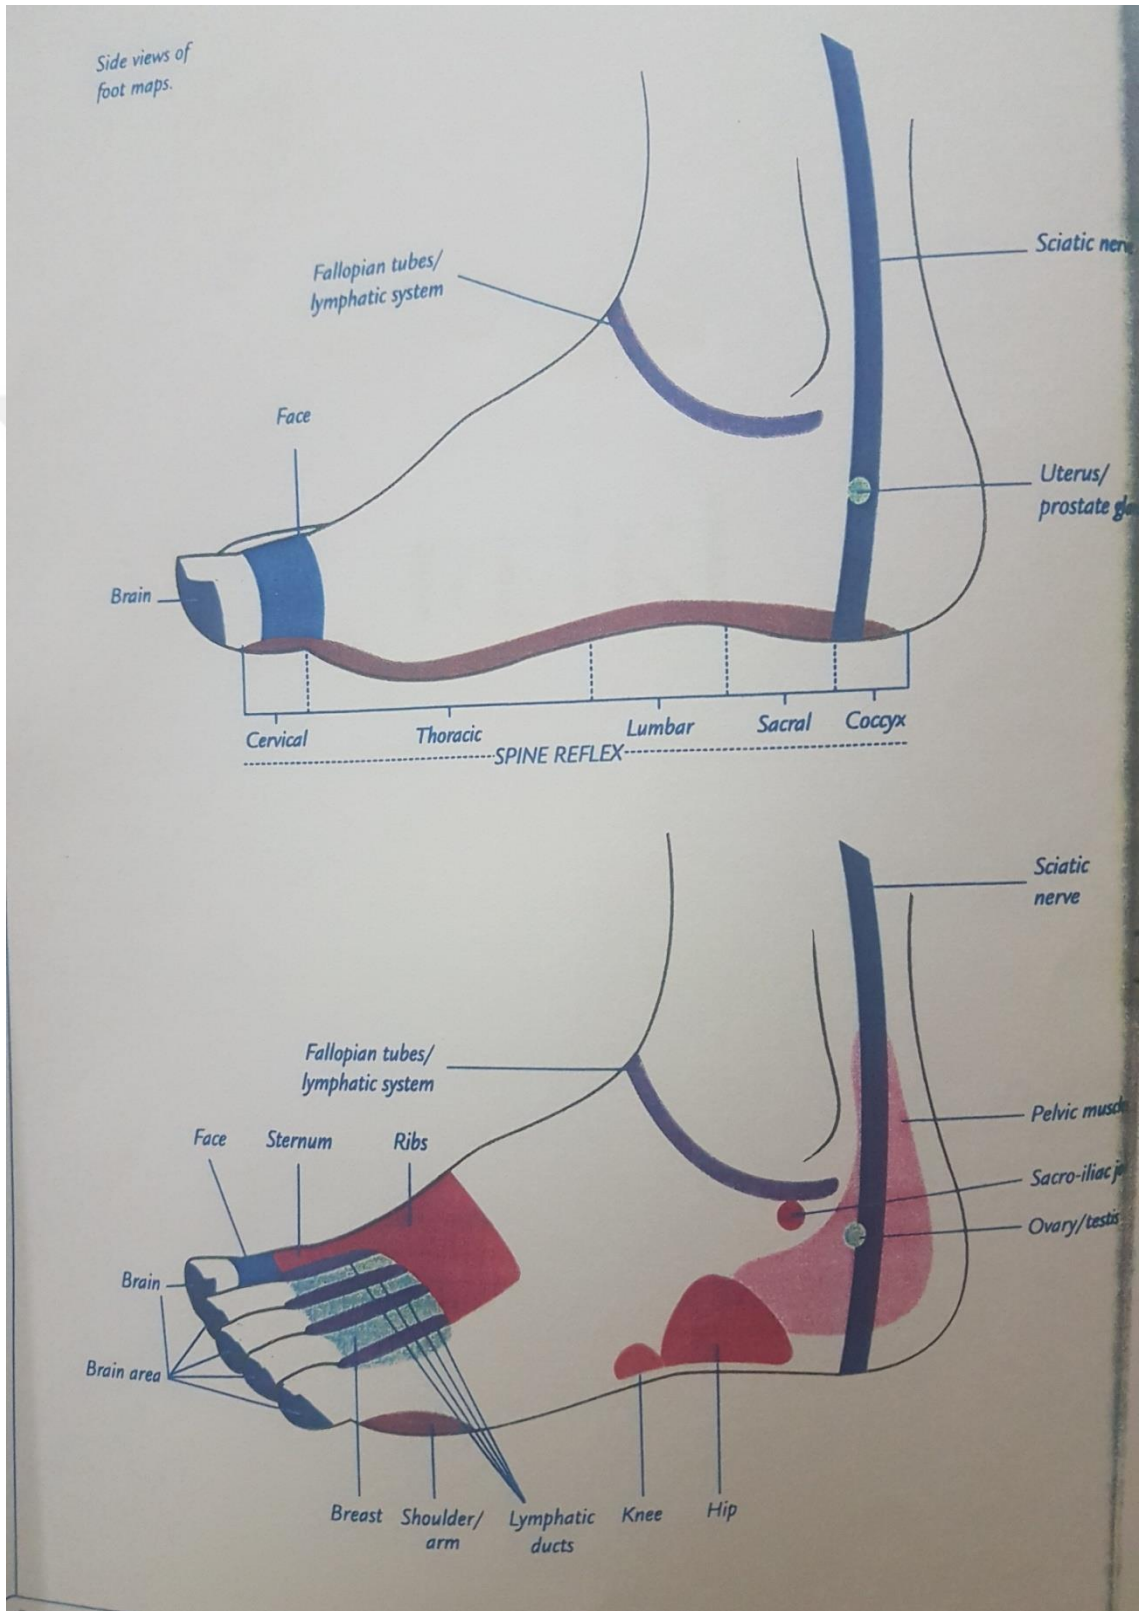 Side views of
foot maps.
Sciatic
Fallopian tubes/
lymphatic system
Face
Uterus/
prostate
Brain
Cervical
Thoracic
Lumbar
Sacral
Coccyx
SPINE REFLEX
Sciatic
nerve
Fallopian tubes/
lymphatic system
Face
Sternum
Ribs
Pelvic
Sacro-iliac
Ovary/testis
Brain
Brain area
Breast
Shoulder/
arm
Lymphatic
ducts
Knee
Hip